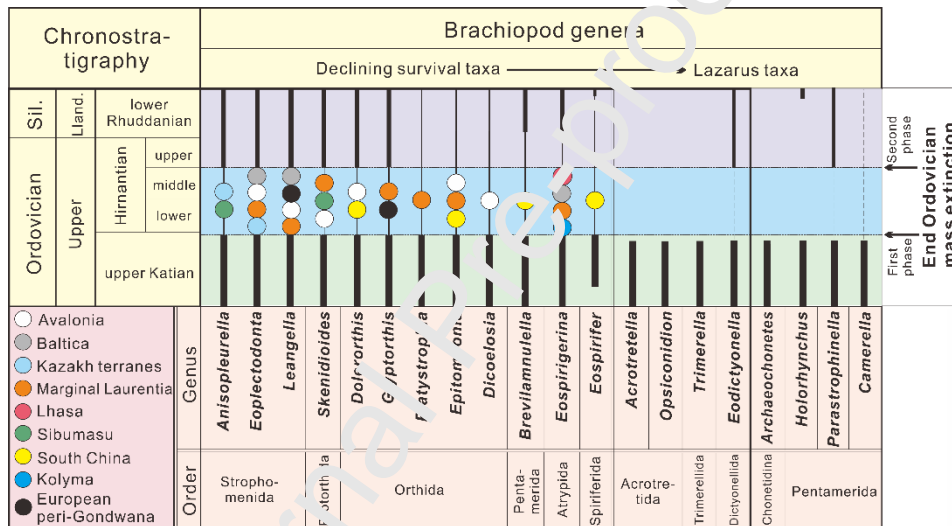 Chronostra-
tigraphy
Brachiopod genera
Declining survival taxa
Lazarus taxa
Sil.
Lland.
lower
Rhuddanian
Ordovician
Upper
Hirnantian
upper
middle
lower
upper Katian
Second
phase
First
phase
End Ordovician
mass extinction
Avalonia
Baltica
Kazakh terranes
Marginal Laurentia
Lhasa
Sibumasu
South China
Kolyma
European
peri-Gondwana
Genus
Anisopleurella
Eoplectodonta
Leangella
Skenidioides
Dolerorthis
Glyptorthis
Dicoelosia
Brevilamnulella
Eospirigerina
Eospirifer
Acrotretella
Opsiconidion
Trimerella
Eodictyonella
Archaeochonetes
Holorhynchus
Parastrophinella
Camerella
Order
Stropho-
menida
Orthida
Penta-
merida
Atrypida
Spiriferida
Acrotre-
tida
Trimerellida
Dictyonellida
Chonetidina
Pentamerida